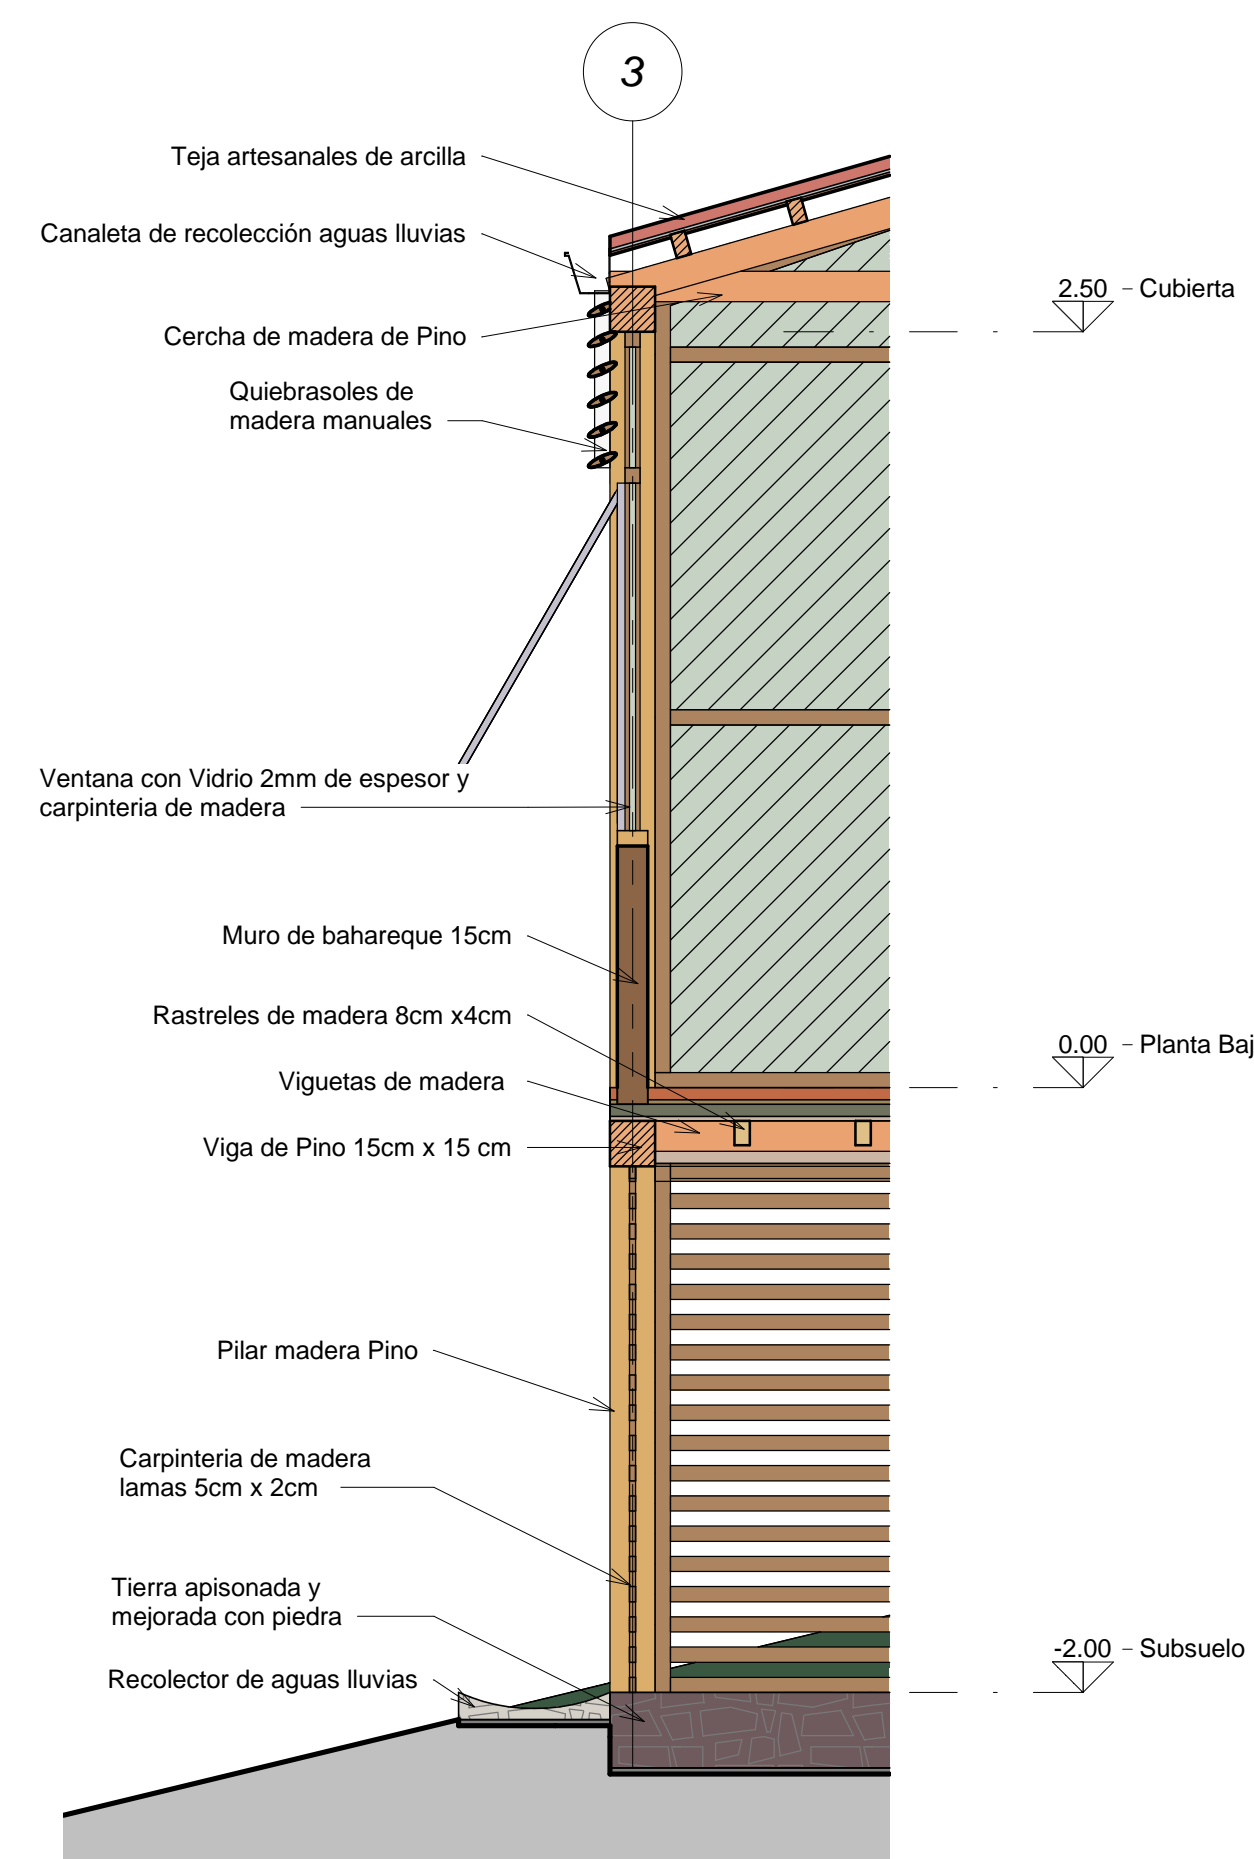 3
Teja artesanales de arcilla
Canaleta de recolección aguas lluvias
2.50 – Cubierta
Cercha de madera de Pino
Quiebrasoles de
madera manuales
Ventana con Vidrio 2mm de espesor y
carpinteria de madera
Muro de bahareque 15cm
Rastreles de madera 8cm x4cm
0.00 – Planta Baj
Viguetas de madera
Viga de Pino 15cm x 15 cm
Pilar madera Pino
Carpinteria de madera
lamas 5cm x 2cm
Tierra apisonada y
mejorada con piedra
-2.00 – Subsuelo
Recolector de aguas lluvias